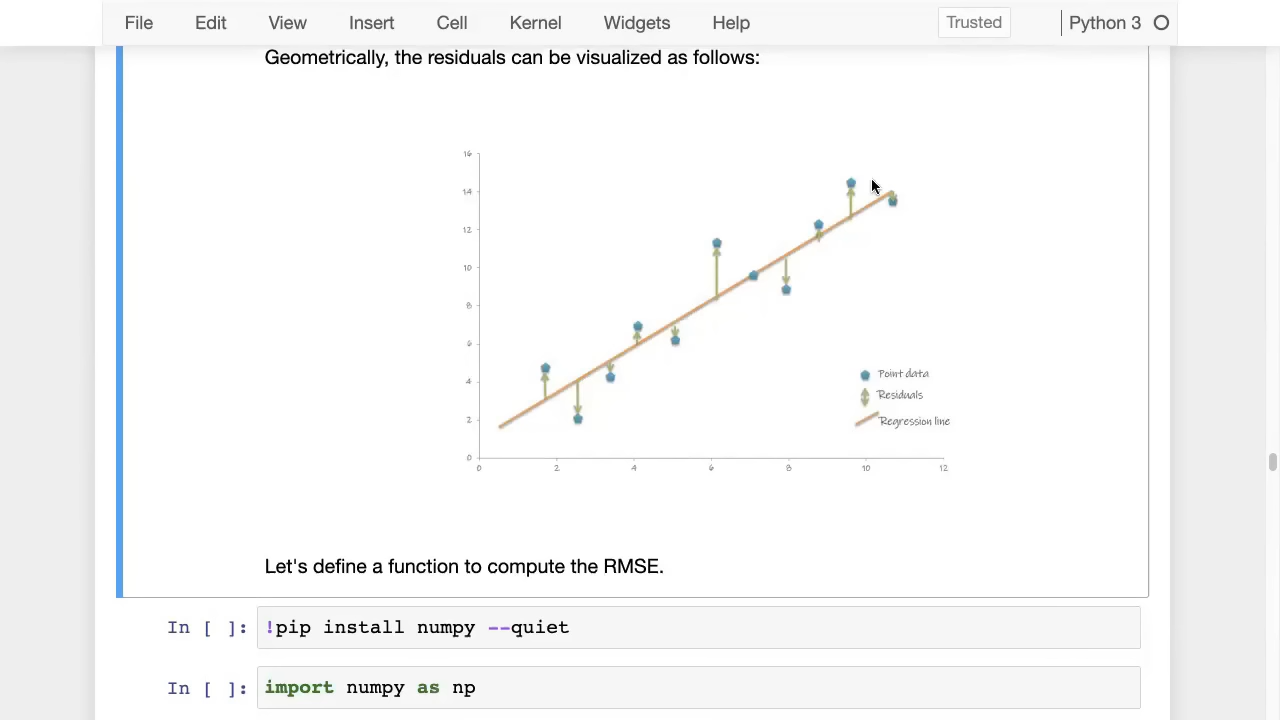 File Edit View Insert Cell Kernel Widgets Help Trusted Python 3
Geometrically, the residuals can be visualized as follows:
16
14
12
10
8
6
4
2
0
0 2 4 6 8 10 12
Point data
Residuals
Regression line
Let's define a function to compute the RMSE.
In [ ]: !pip install numpy --quiet
In [ ]: import numpy as np